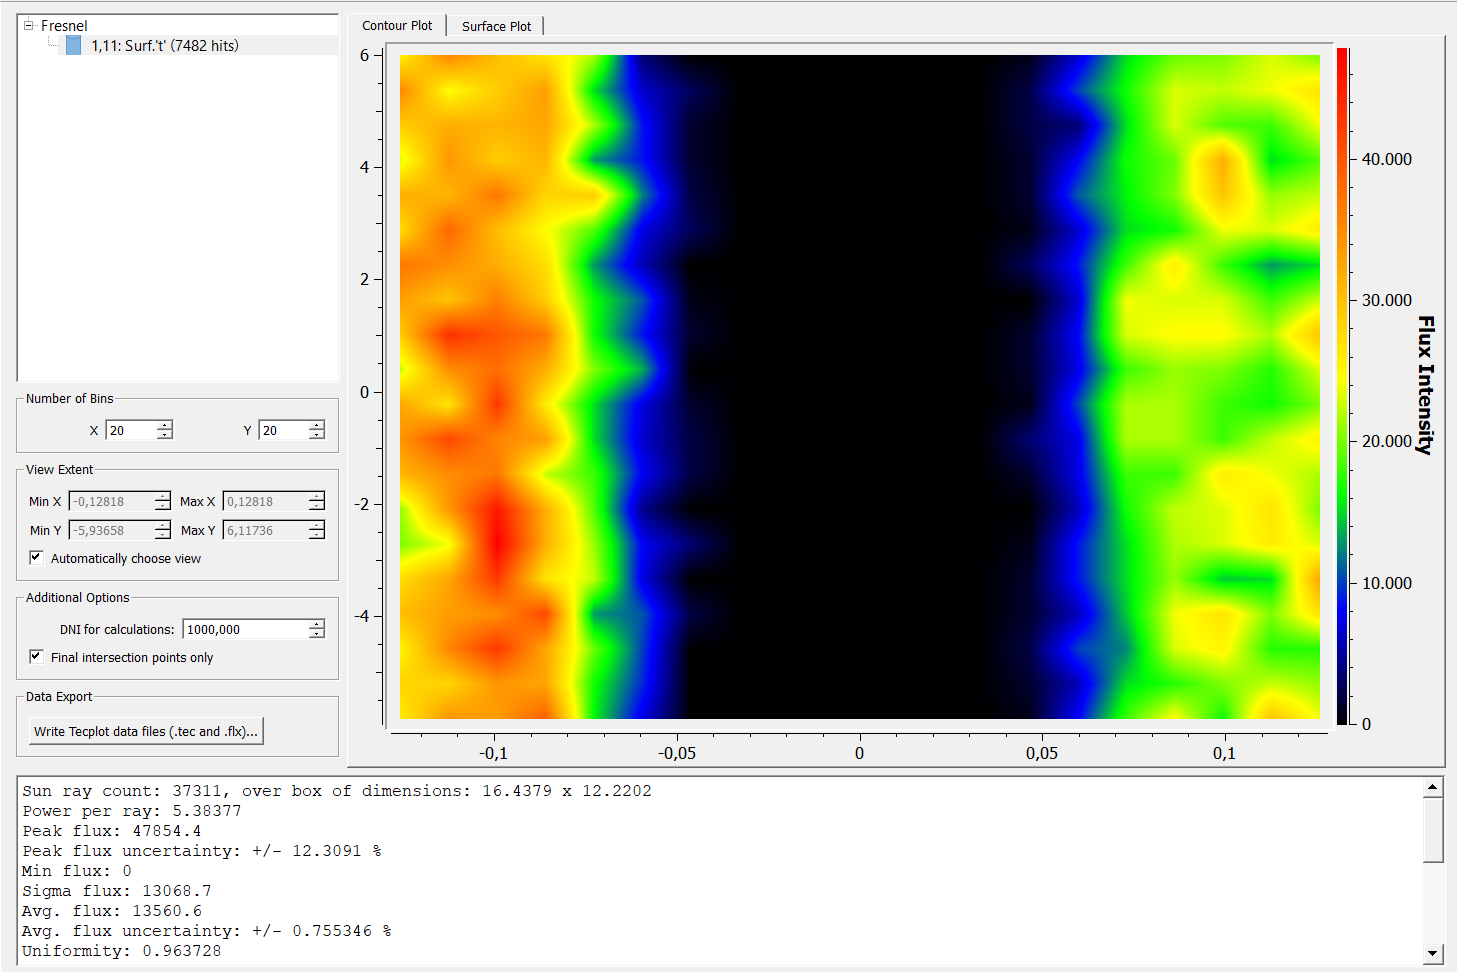 Fresnel
1,11: Surf.'t' (7482 hits)
Number of Bins
X 20 Y 20
View Extent
Min X -0,12818 Max X 0,12818
Min Y -5,93658 Max Y 6,11736
Automatically choose view
Additional Options
DNI for calculations: 1000,000
Final intersection points only
Data Export
Write Tecplot data files (.tec and .flx)...
Contour Plot Surface Plot
6
4
2
0
-2
-4
-0,1 -0,05 0 0,05 0,1
40.000
30.000
20.000
10.000
0
Flux Intensity
Sun ray count: 37311, over box of dimensions: 16.4379 x 12.2202
Power per ray: 5.38377
Peak flux: 47854.4
Peak flux uncertainty: +/- 12.3091 %
Min flux: 0
Sigma flux: 13068.7
Avg. flux: 13560.6
Avg. flux uncertainty: +/- 0.755346 %
Uniformity: 0.963728